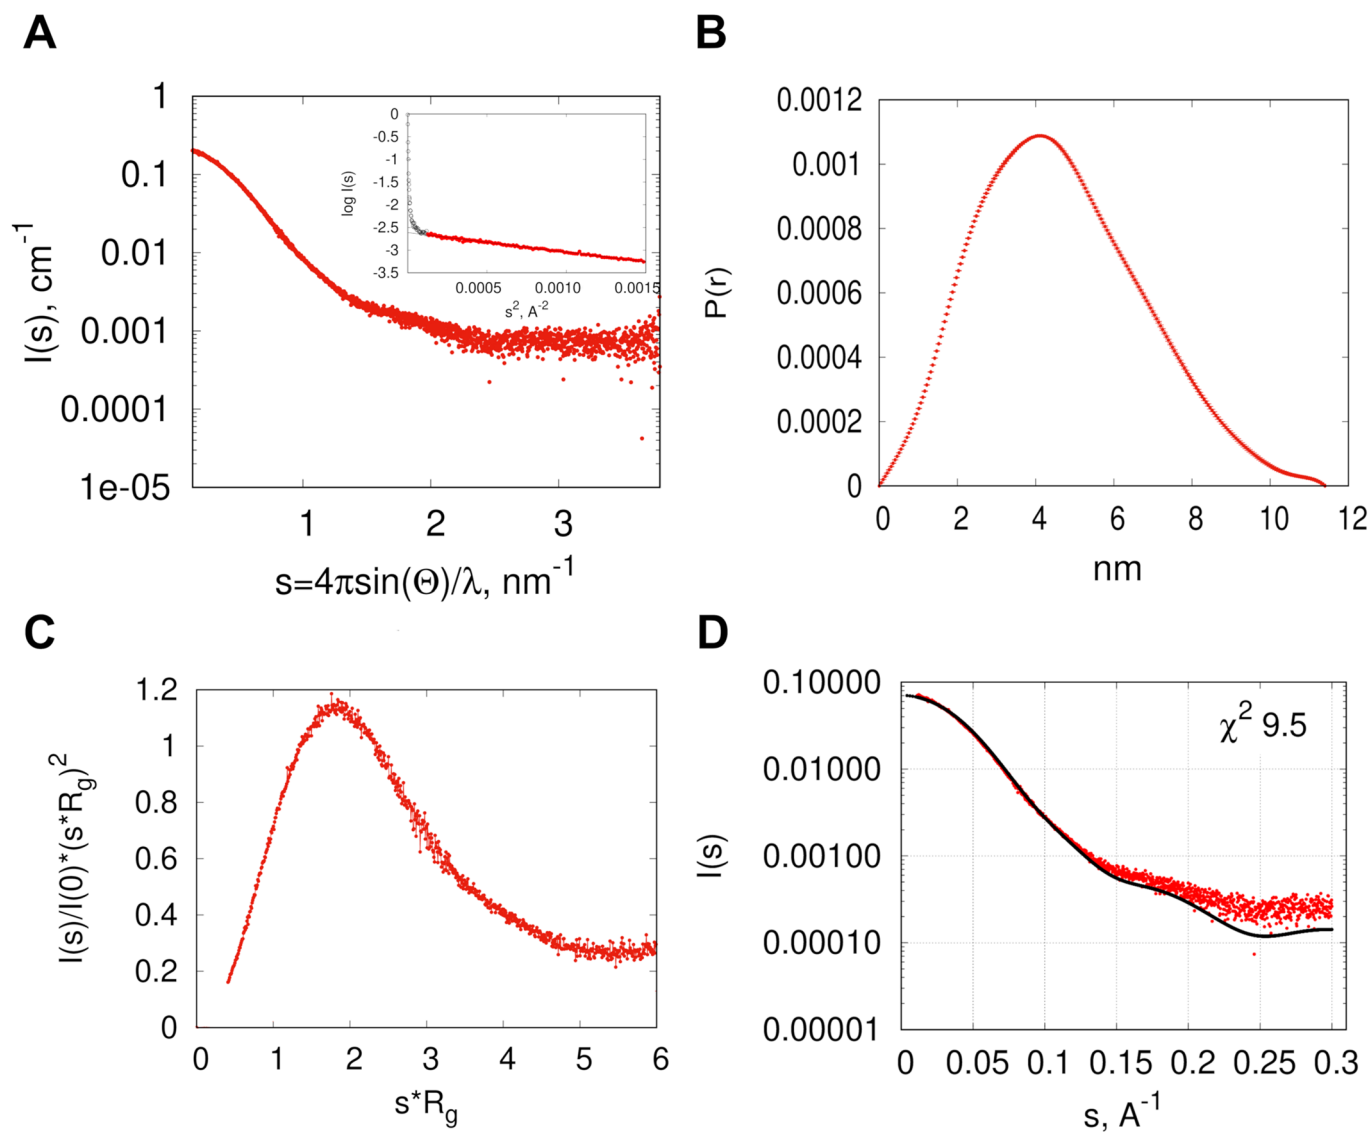 A
1
0.1
0.01
0.001
0.0001
1e-05
I(s), cm-1
1 2 3
s=4πsin(Θ)/λ, nm-1
0
-0.5
-1
-1.5
-2
-2.5
-3
-3.5
log I(s)
0.0005 0.0010 0.0015
s2, A-2
B
0.0012
0.001
0.0008
0.0006
0.0004
0.0002
0
P(r)
0 2 4 6 8 10 12
nm
C
1.2
1
0.8
0.6
0.4
0.2
0
I(s)/I(0)*(s*Rg)2
0 1 2 3 4 5 6
s*Rg
D
0.10000
0.01000
0.00100
0.00010
0.00001
I(s)
χ2 9.5
0 0.05 0.1 0.15 0.2 0.25 0.3
s, A-1